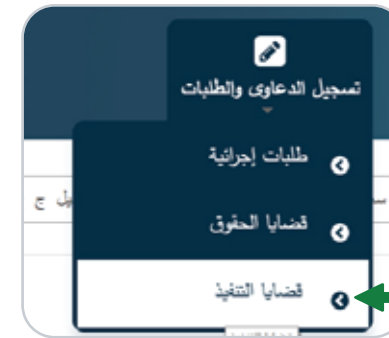 تسجيل الدعاوى والطلبات
طلبات إجرائية
قضايا الحقوق
قضايا التنفيذ